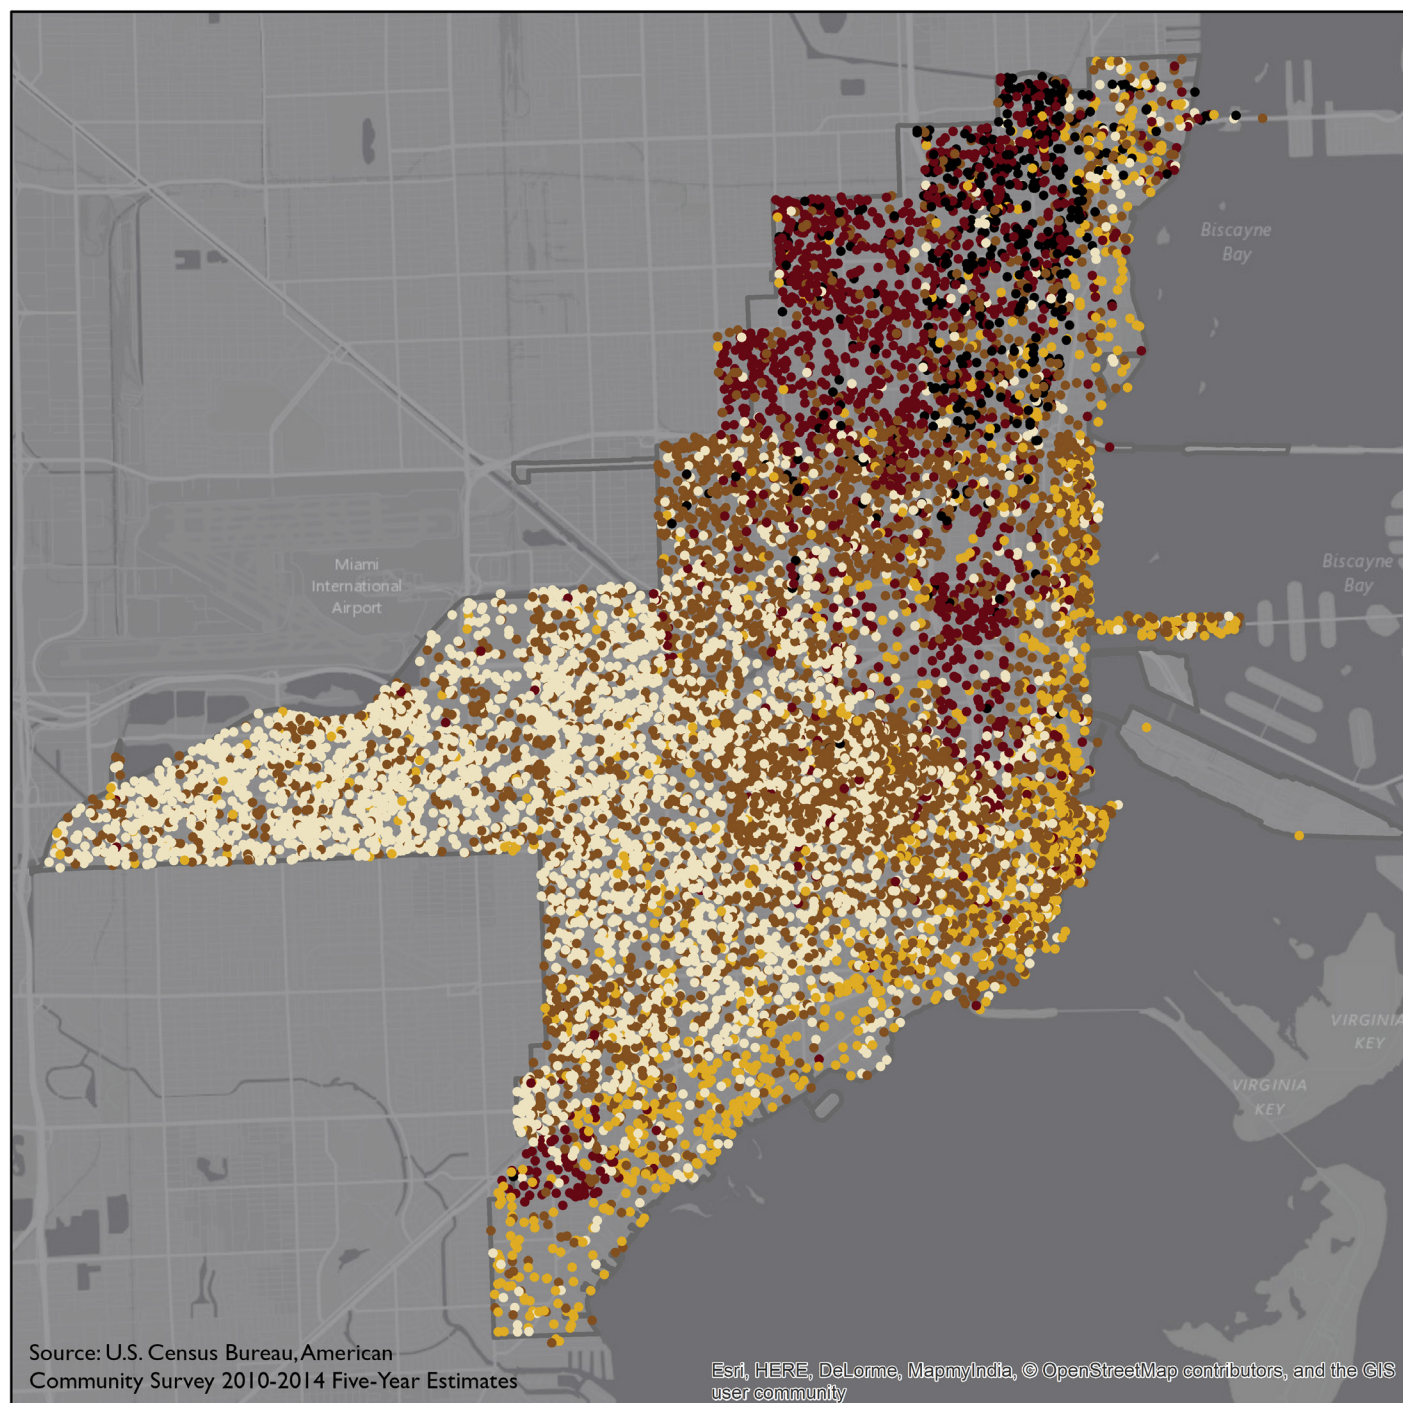 Biscayne
Bay
Miami
International
Airport
Biscayne
Bay
VIRGINIA
KEY
VIRGINIA
KEY
Source: U.S. Census Bureau, American
Community Survey 2010-2014 Five-Year Estimates
Esri, HERE, DeLorme, MapmyIndia, © OpenStreetMap contributors, and the GIS
user community